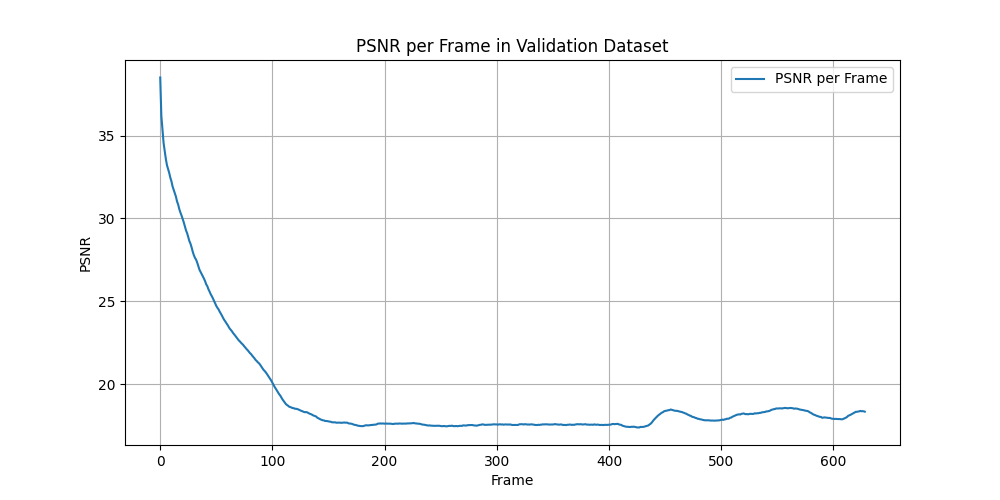 PSNR per Frame in Validation Dataset
PSNR per Frame
PSNR
35
30
25
20
0 100 200 300 400 500 600
Frame